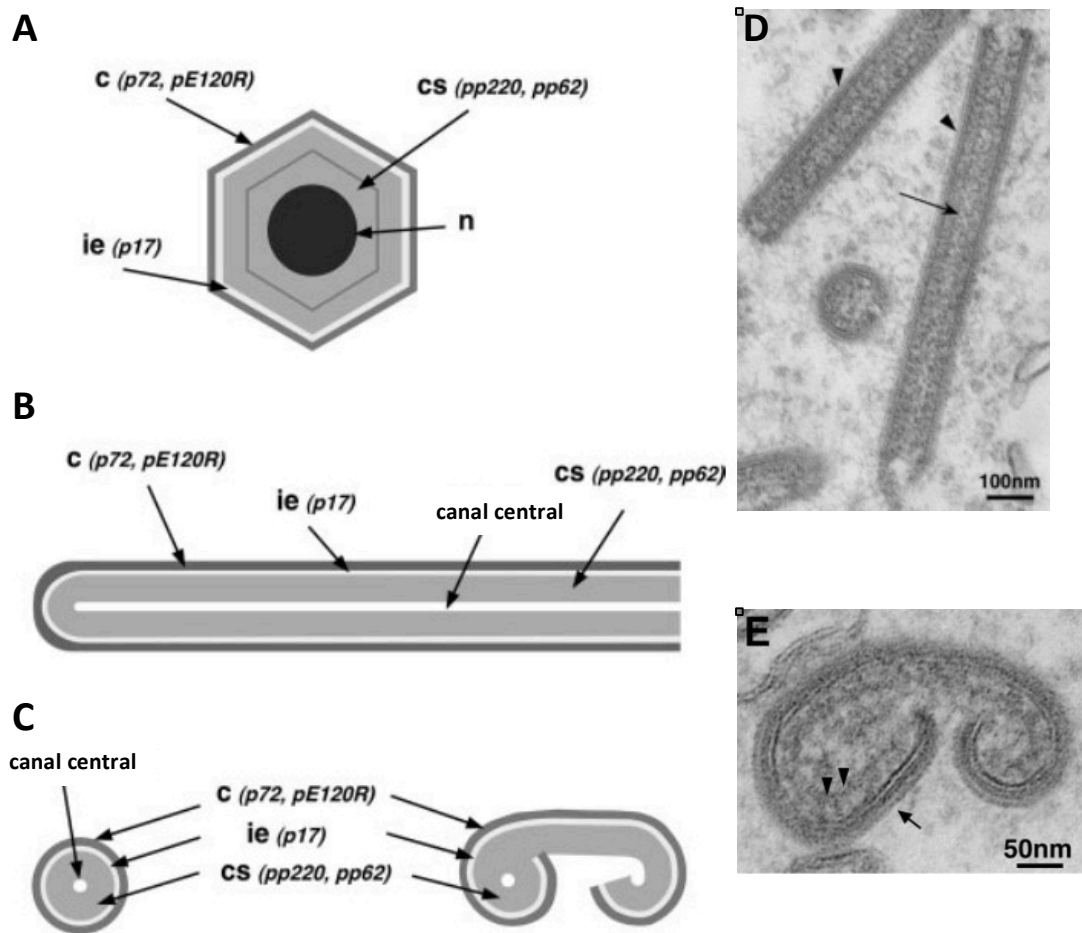 A
C (p72, pE120R)
CS (pp220, pp62)
ie (p17)
n
B
C (p72, pE120R)
ie (p17)
canal central
CS (pp220, pp62)
C
canal central
C (p72, pE120R)
ie (p17)
CS (pp220, pp62)
D
100nm
E
50nm